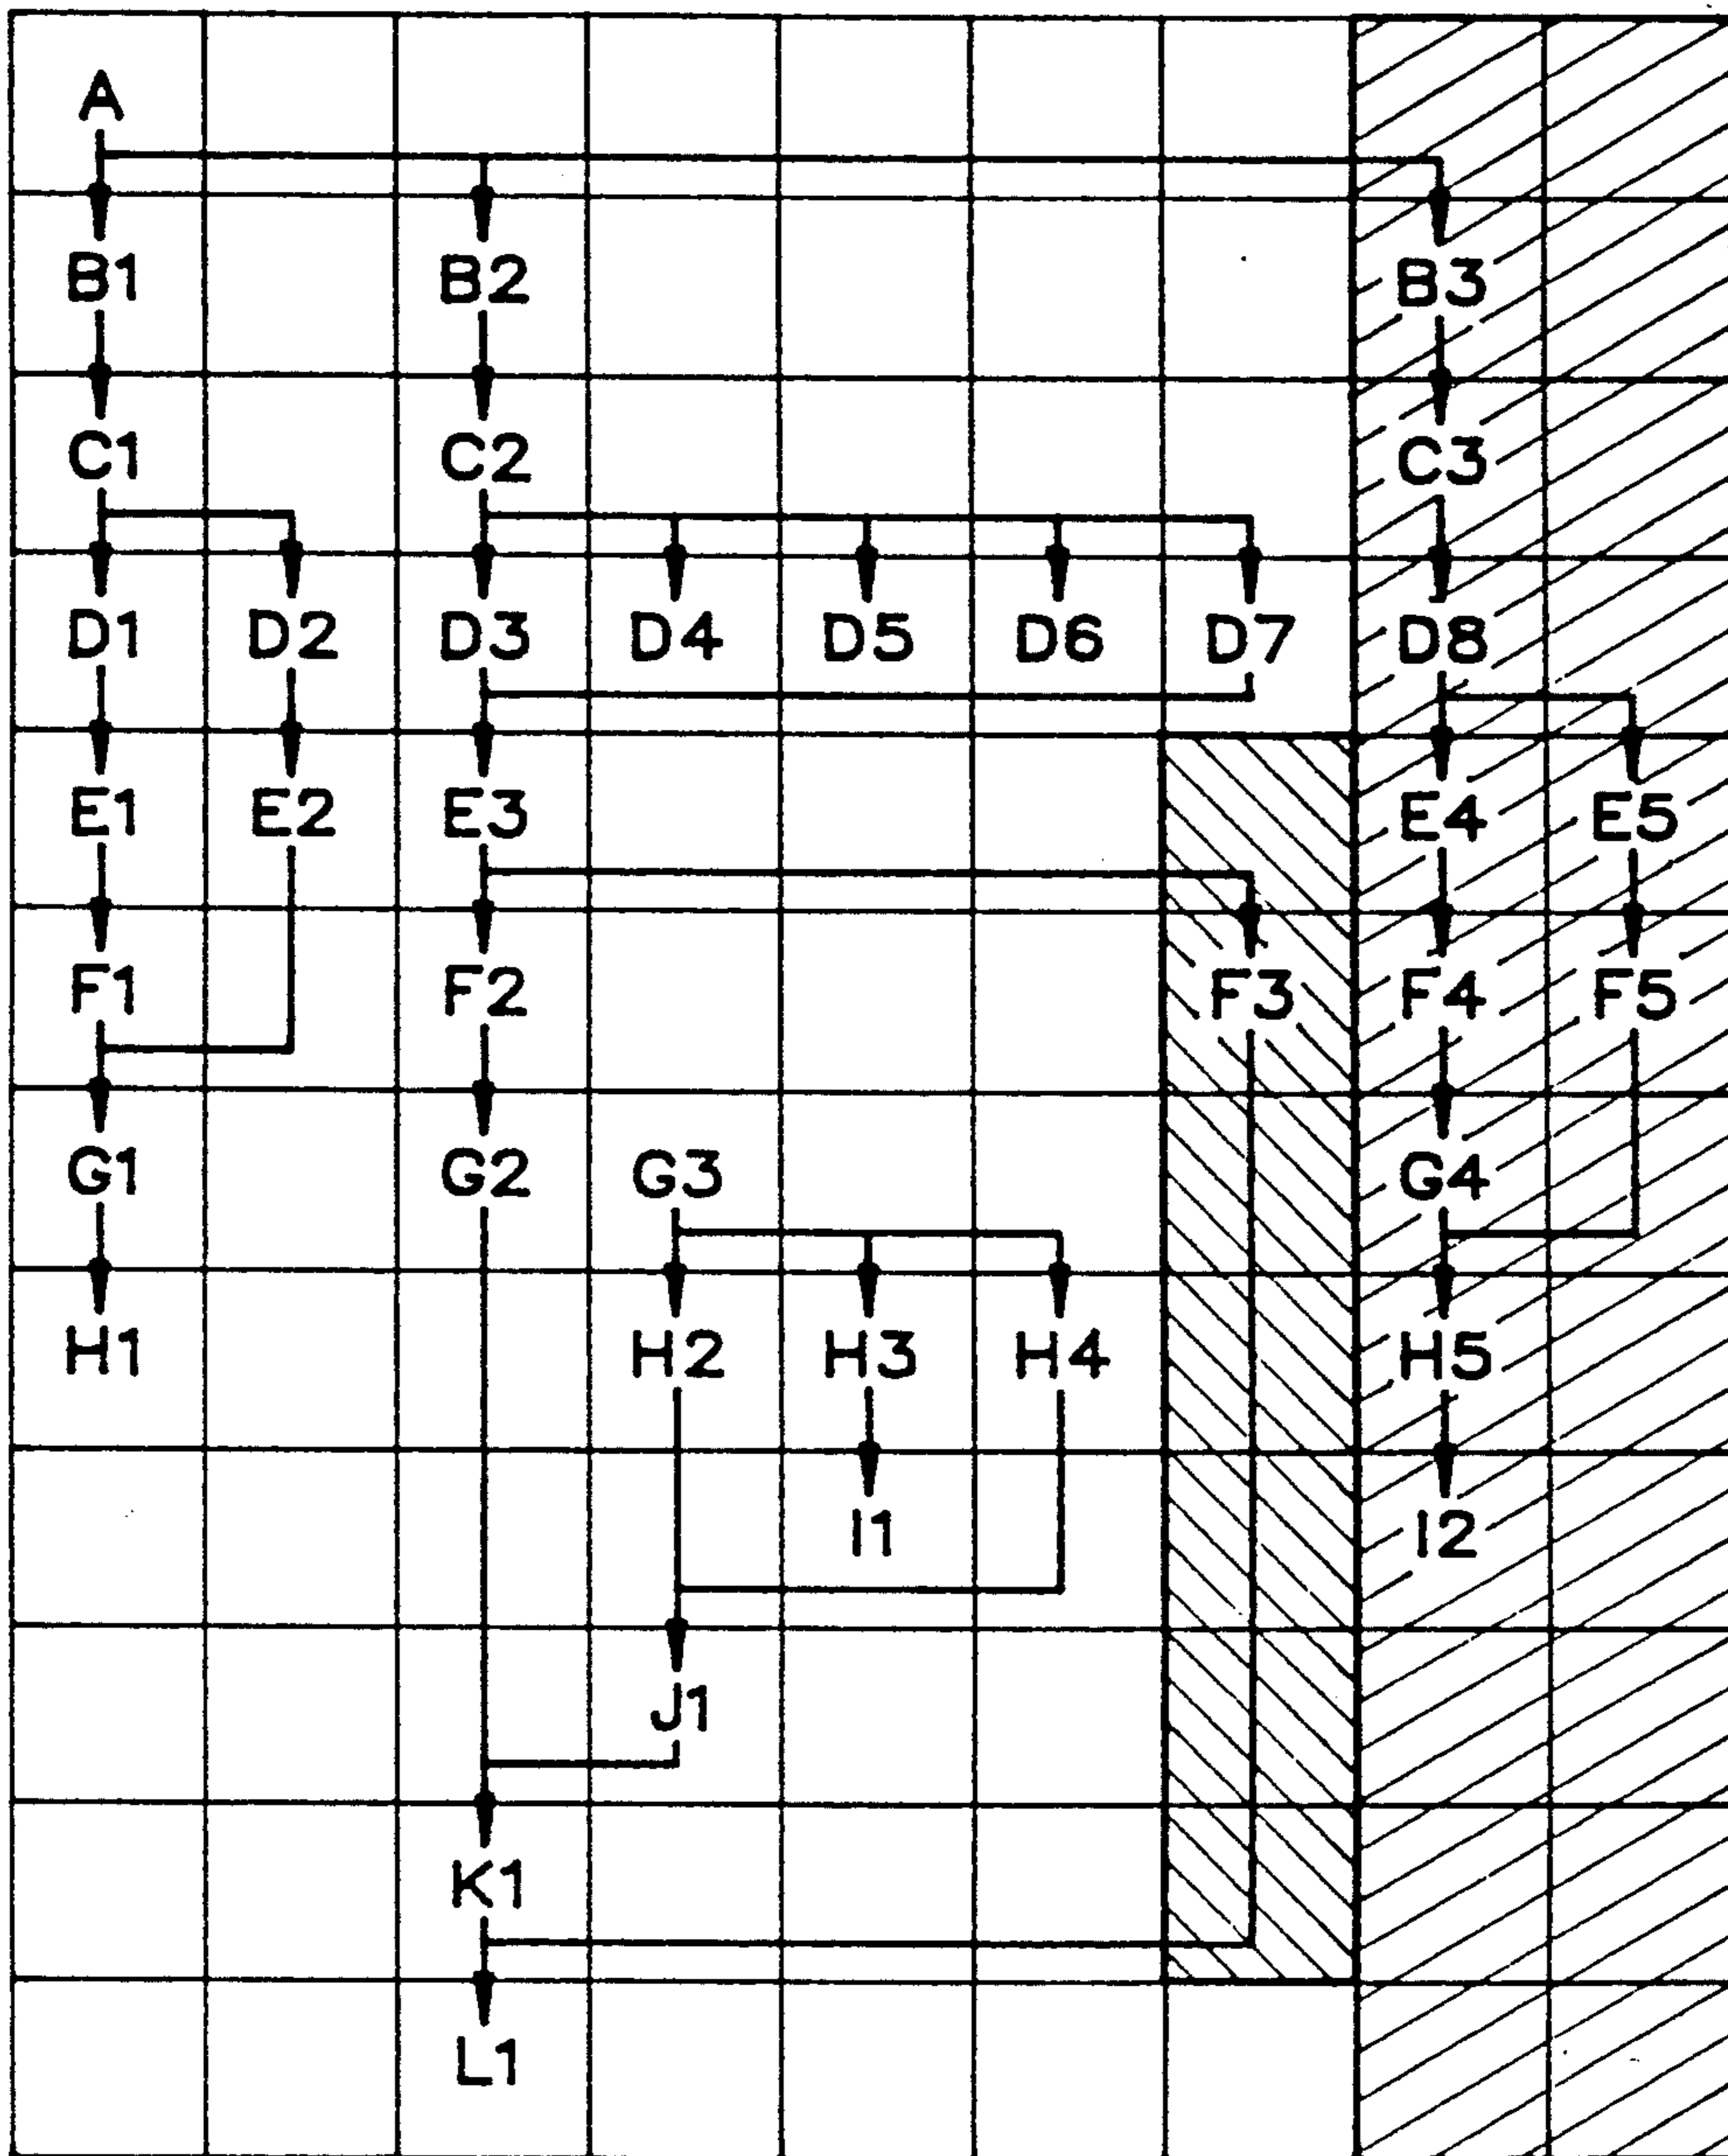 A
B1 B2 B3
C1 C2 C3
D1 D2 D3 D4 D5 D6 D7 D8
E1 E2 E3 E4 E5
F1 F2 F3 F4 F5
G1 G2 G3 G4
H1 H2 H3 H4 H5
I1 I2
J1
K1
L1